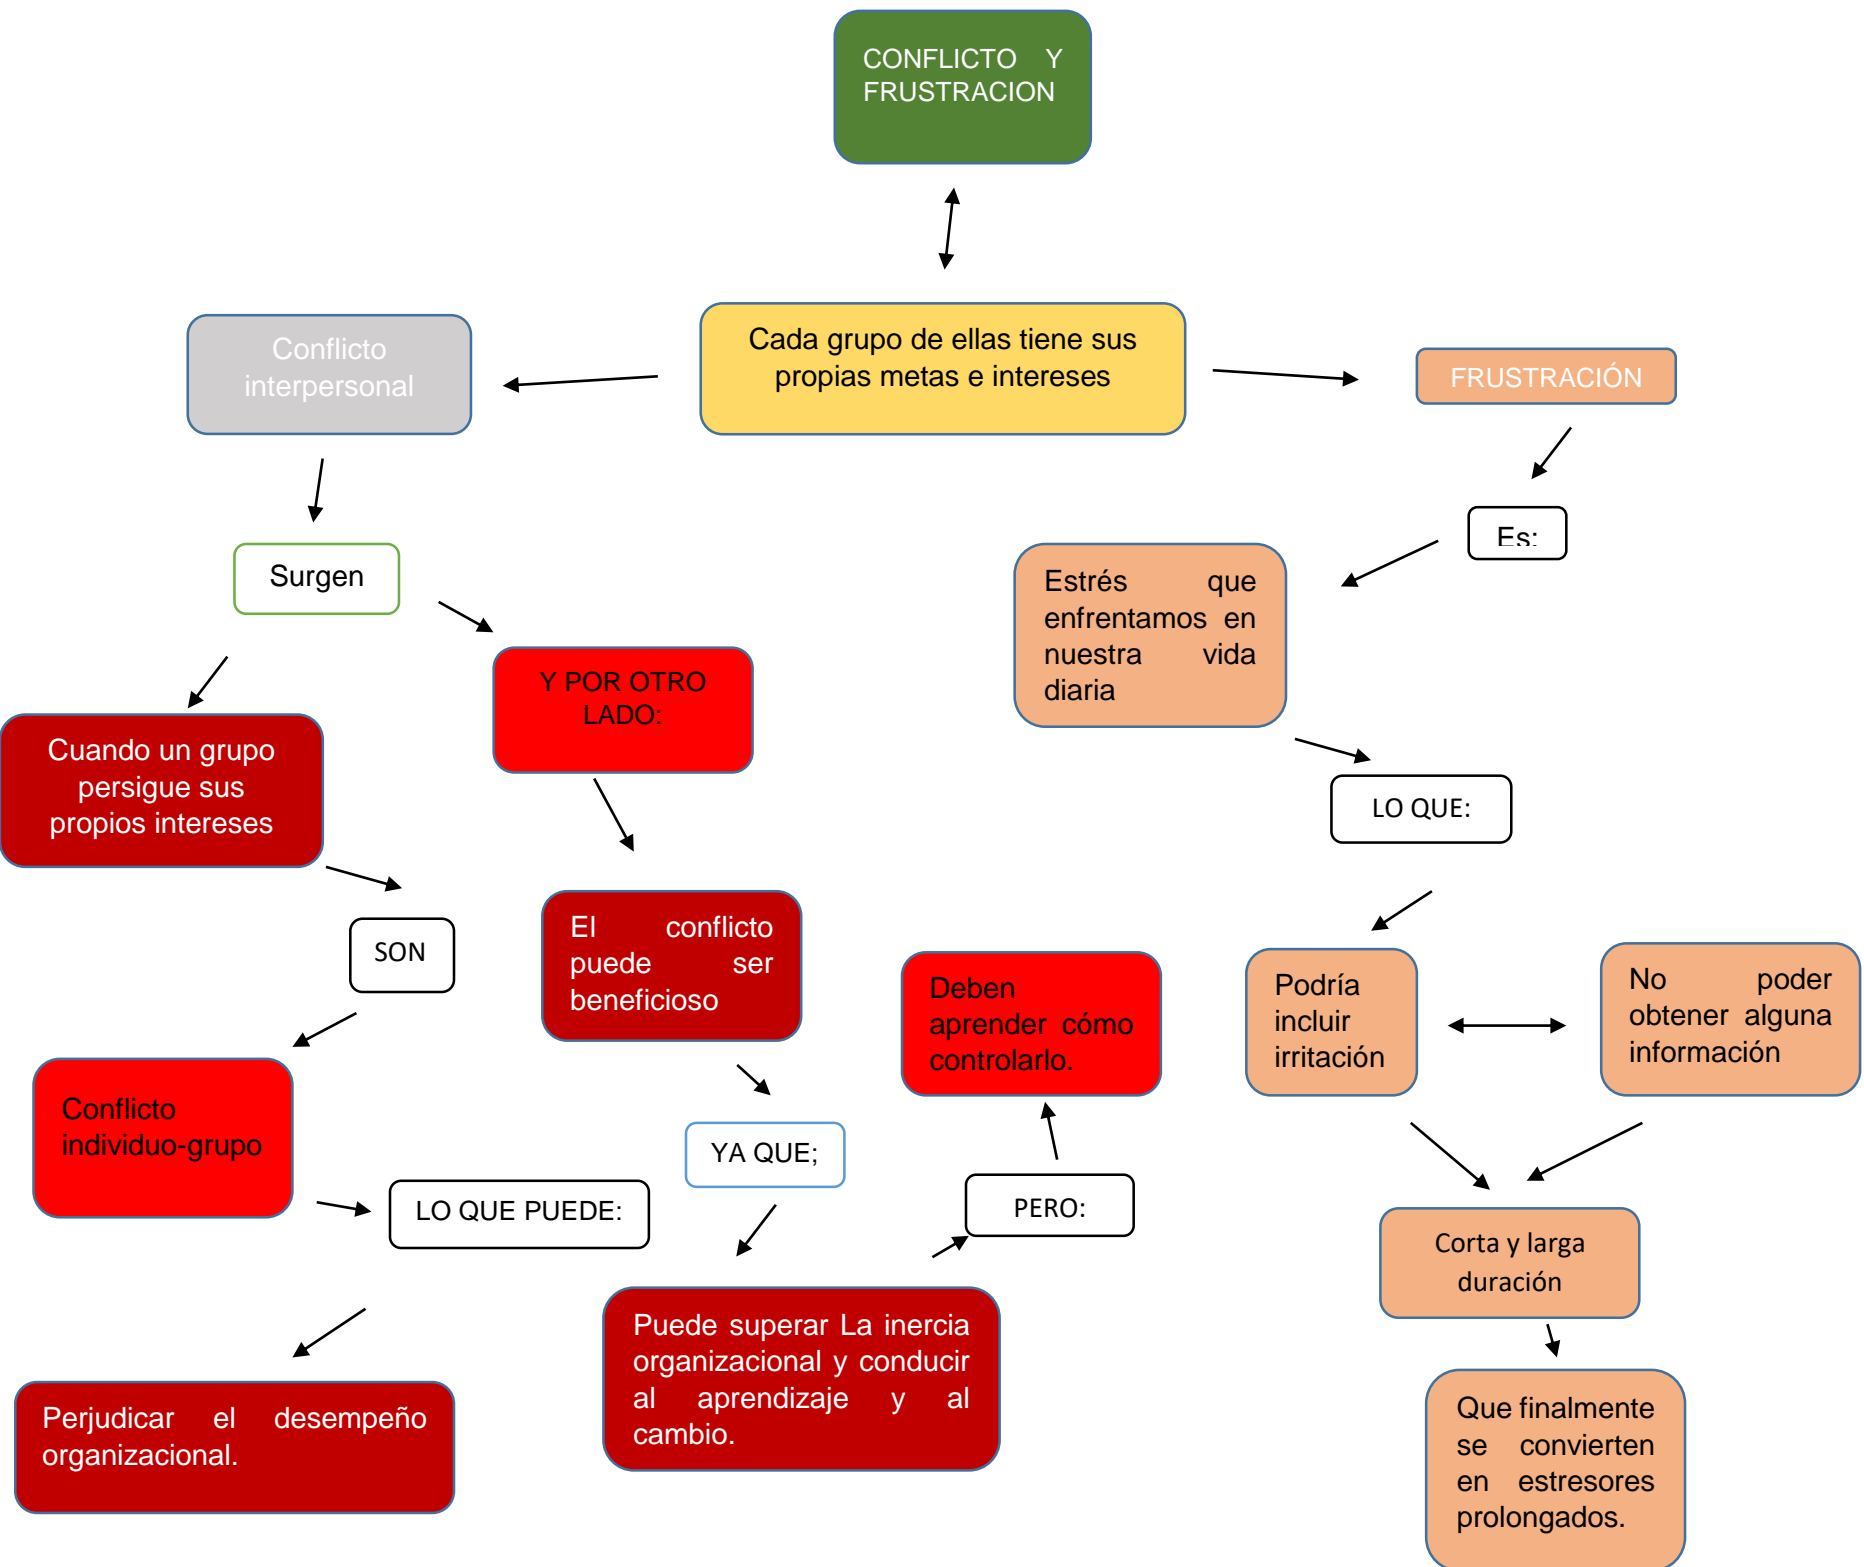 CONFLICTO Y
FRUSTRACION
Conflicto
interpersonal
Cada grupo de ellas tiene sus
propias metas e intereses
FRUSTRACIÓN
Surgen
Es:
Estrés que
enfrentamos en
nuestra vida
diaria
Y POR OTRO
LADO:
Cuando un grupo
persigue sus
propios intereses
LO QUE:
SON
El conflicto
puede ser
beneficioso
Deben
aprender cómo
controlarlo.
Podría
incluir
irritación
No poder
obtener alguna
información
Conflicto
individuo-grupo
YA QUE;
LO QUE PUEDE:
PERO:
Corta y larga
duración
Puede superar La inercia
organizacional y conducir
al aprendizaje y al
cambio.
Perjudicar el desempeño
organizacional.
Que finalmente
se convierten
en estresores
prolongados.